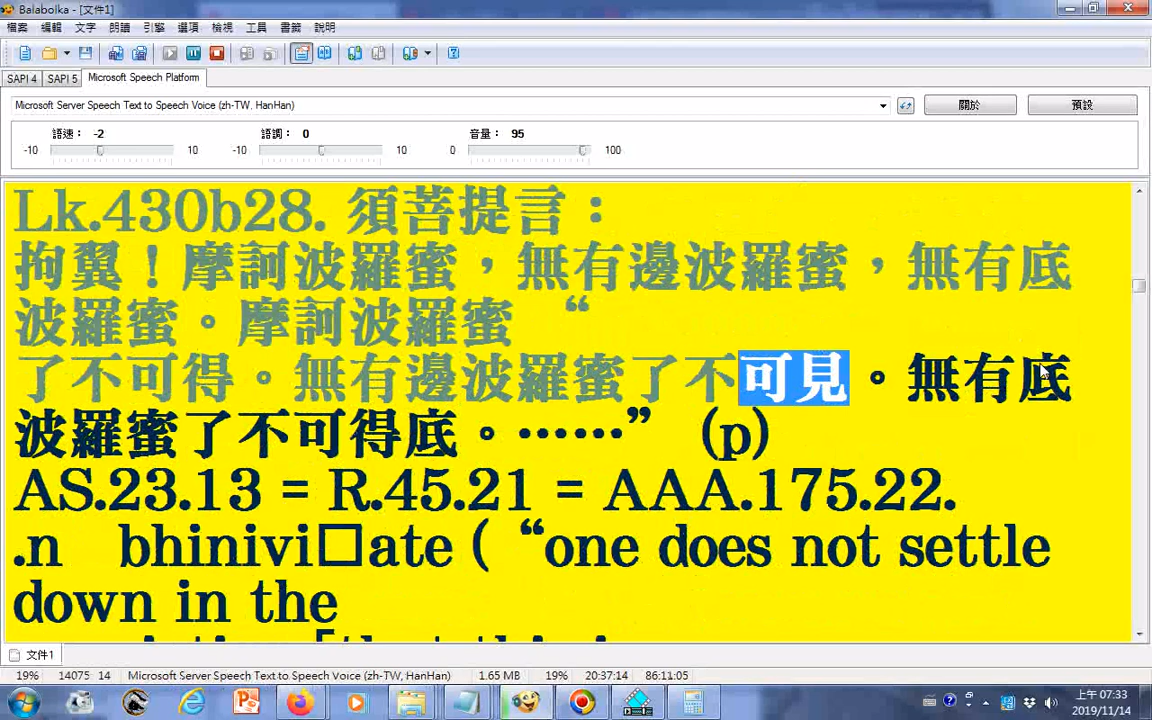 Balabolka - [文件1]
檔案 編輯 文字 朗讀 引擎 選項 檢視 工具 書籤 說明
SAPI 4 SAPI 5 Microsoft Speech Platform
Microsoft Server Speech Text to Speech Voice (zh-TW, HanHan) 關於 預設
語速： -2 語調： 0 音量： 95
-10 10 -10 10 0 100
Lk.430b28. 須菩提言：
拘翼！摩訶波羅蜜，無有邊波羅蜜，無有底
波羅蜜。摩訶波羅蜜 “
了不可得。無有邊波羅蜜了不可見。無有底
波羅蜜了不可得底。……” (p)
AS.23.13 = R.45.21 = AAA.175.22.
.n bhinivi□ate (“one does not settle
down in the
文件1
19% 14075 14 Microsoft Server Speech Text to Speech Voice (zh-TW, HanHan) 1.65 MB 19% 20:37:14 86:11:05
上午 07:33
2019/11/14